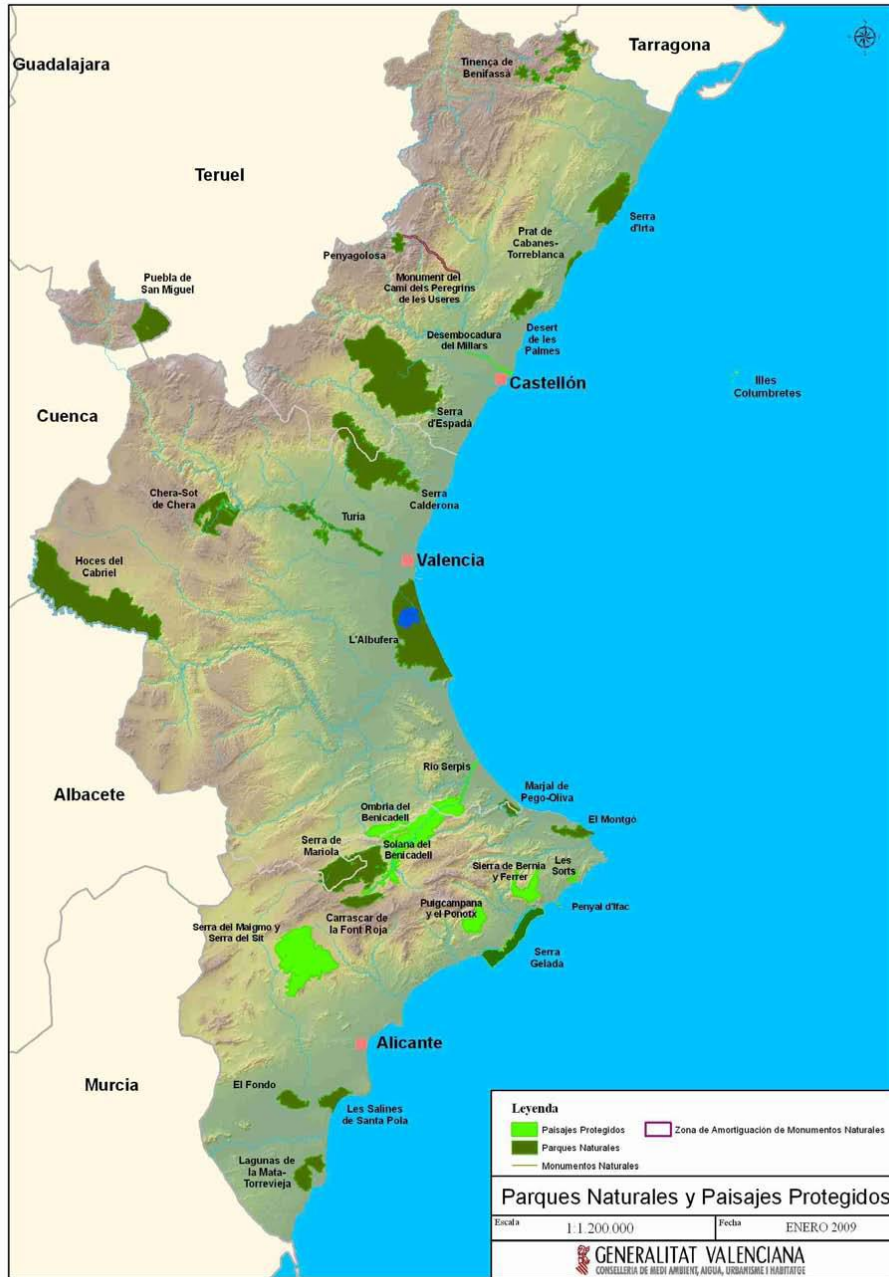 Tarragona
Guadalajara
Tinença de
Benifassà
Teruel
Serra
d'Irta
Prat de
Cabanes-
Torreblanca
Penyagolosa
Monument del
Camí dels Peregrins
de les Useres
Puebla de
San Miguel
Desembocadura
del Millars
Desert
de les
Palmes
Castellón
Illes
Columbretes
Cuenca
Serra
d'Espadà
Serra
Calderona
Chera-Sot
de Chera
Turia
Valencia
Hoces del
Cabriel
L'Albufera
Río Serpis
Albacete
Marjal de
Pego-Oliva
Ombria del
Benicadell
El Montgó
Serra de
Mariola
Solana del
Benicadell
Sierra de Bernia
y Ferrer
Les
Sorts
Puigcampana
y el Ponotx
Penyal d'Ifac
Carrascar de
la Font Roja
Serra del Maigmo y
Serra del Sit
Serra
Gelada
Alicante
Murcia
El Fondo
Les Salines
de Santa Pola
Lagunas de
la Mata-
Torrevieja
Leyenda
Paisajes Protegidos
Zona de Amortiguación de Monumentos Naturales
Parques Naturales
Monumentos Naturales
Parques Naturales y Paisajes Protegidos
Escala
1:1.200.000
Fecha
ENERO 2009
GENERALITAT VALENCIANA
CONSELLERIA DE MEDI AMBIENT, AIGUA, URBANISME I HABITATGE